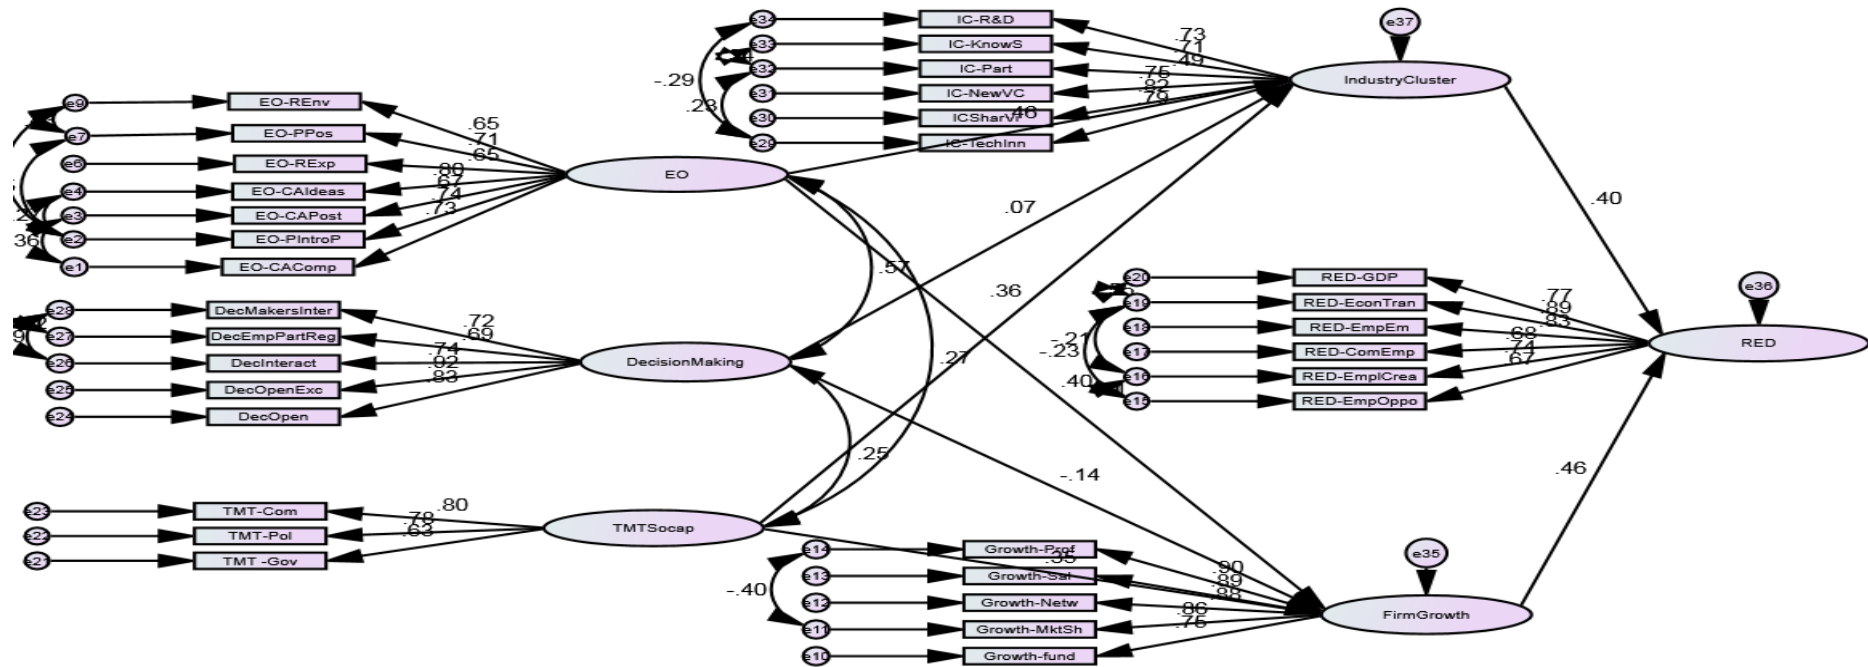 e34
IC-R&D
e33
IC-KnowS
e32
IC-Part
e31
IC-NewVC
e30
ICSharVi
e29
IC-TechInn
-.29
.28
.73
.71
.49
.75
.82
.79
.46
e37
IndustryCluster
e9
EO-REnv
e7
EO-PPos
e6
EO-RExp
e4
EO-CAIdeas
e3
EO-CAPost
e2
EO-PIntroP
e1
EO-CAComp
36
.65
.71
.65
.80
.67
.74
.73
EO
.07
.40
.57
.36
.27
e28
DecMakersInter
e27
DecEmpPartReg
e26
DecInteract
e25
DecOpenExc
e24
DecOpen
.72
.69
.74
.92
.83
DecisionMaking
e20
RED-GDP
e19
RED-EconTran
e18
RED-EmpEm
e17
RED-ComEmp
e16
RED-EmplCrea
e15
RED-EmpOppo
-.21
-.23
.40
.77
.89
.83
.68
.74
.67
e36
RED
.25
-.14
.46
e23
TMT-Com
e22
TMT-Pol
e21
TMT -Gov
.80
.78
.63
TMTSocap
e14
Growth-Prof
e13
Growth-Sal
e12
Growth-Netw
e11
Growth-MktSh
e10
Growth-fund
-.40
.35
.90
.89
.88
.86
.75
e35
FirmGrowth